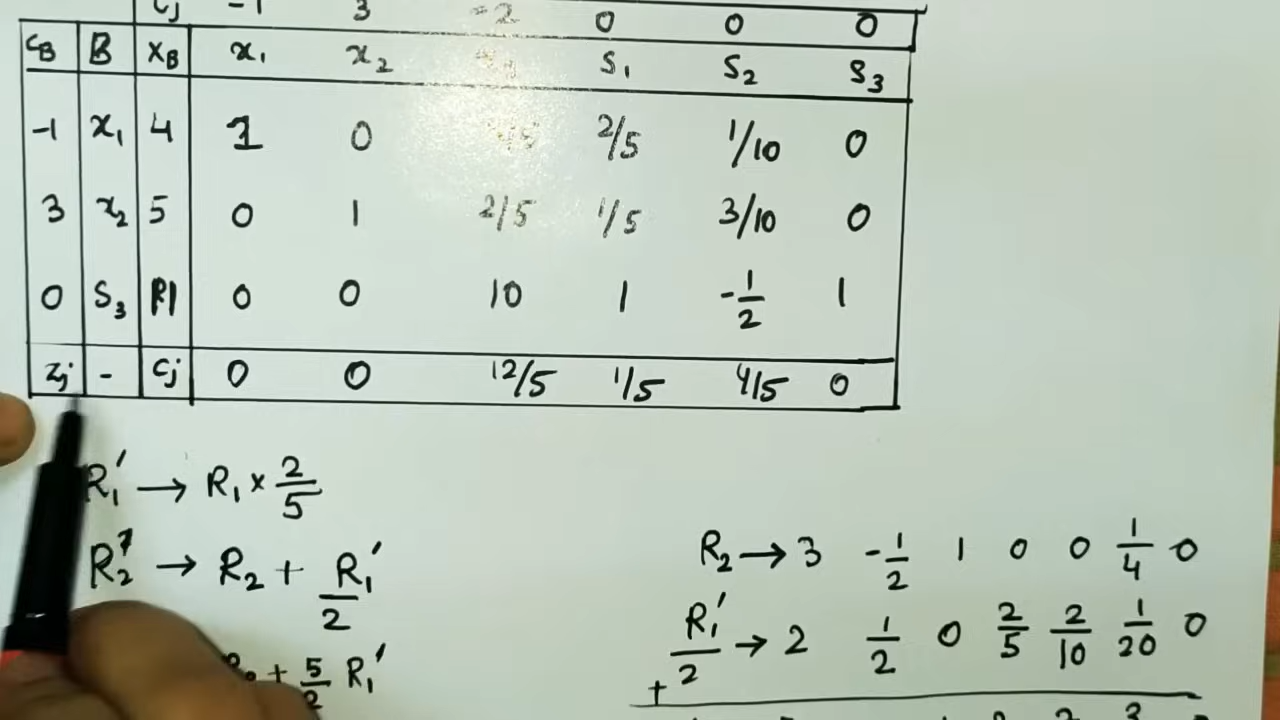 Cj -1 3 -2 0 0 0
CB B XB x1 x2 S1 S2 S3
-1 x1 4 1 0 2/5 1/10 0
3 x2 5 0 1 2/5 1/5 3/10 0
0 S3 11 0 0 10 1 -1/2 1
Zj - Cj 0 0 12/5 1/5 4/5 0
R1' → R1 × 2/5
R2' → R2 + R1'/2
+ 5/2 R1'
R2 → 3 -1/2 1 0 0 1/4 0
+ R1'/2 → 2 1/2 0 2/5 2/10 1/20 0